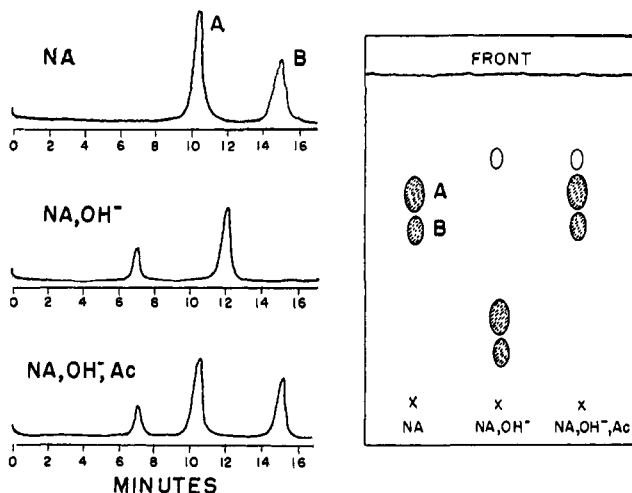 NA
A
B
0 2 4 6 8 10 12 14 16
NA,OH⁻
0 2 4 6 8 10 12 14 16
NA,OH⁻,Ac
0 2 4 6 8 10 12 14 16
MINUTES
FRONT
A
B
x x x
NA NA,OH⁻ NA,OH⁻,Ac